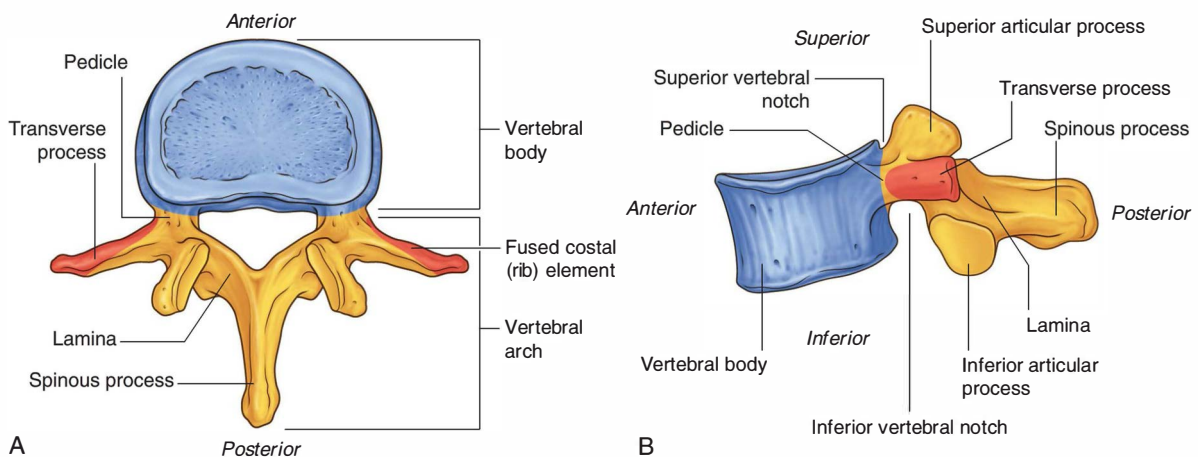 Anterior
Pedicle
Transverse
process
Vertebral
body
Fused costal
(rib) element
Lamina
Vertebral
arch
Spinous process
A
Posterior
Superior
Superior articular process
Superior vertebral
notch
Transverse process
Pedicle
Spinous process
Anterior
Posterior
Inferior
Lamina
Vertebral body
Inferior articular
process
Inferior vertebral notch
B